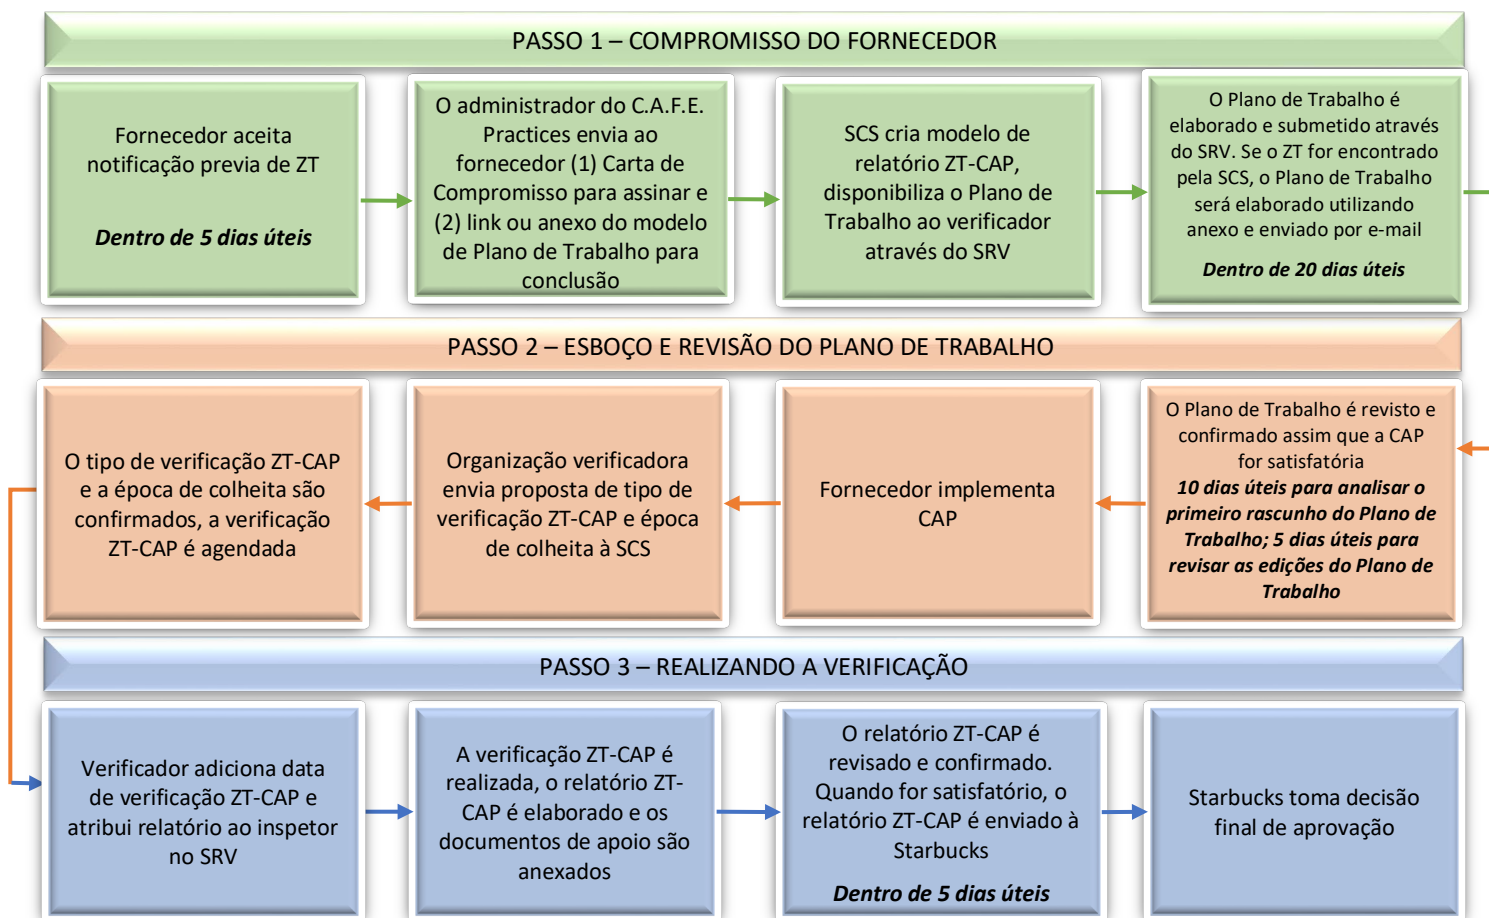 PASSO 1 – COMPROMISSO DO FORNECEDOR
Fornecedor aceita
notificação previa de ZT
Dentro de 5 dias úteis
O administrador do C.A.F.E.
Practices envia ao
fornecedor (1) Carta de
Compromisso para assinar e
(2) link ou anexo do modelo
de Plano de Trabalho para
conclusão
SCS cria modelo de
relatório ZT-CAP,
disponibiliza o Plano de
Trabalho ao verificador
através do SRV
O Plano de Trabalho é
elaborado e submetido através
do SRV. Se o ZT for encontrado
pela SCS, o Plano de Trabalho
será elaborado utilizando
anexo e enviado por e-mail
Dentro de 20 dias úteis
PASSO 2 – ESBOÇO E REVISÃO DO PLANO DE TRABALHO
O Plano de Trabalho é revisto e
confirmado assim que a CAP
for satisfatória
10 dias úteis para analisar o
primeiro rascunho do Plano de
Trabalho; 5 dias úteis para
revisar as edições do Plano de
Trabalho
Fornecedor implementa
CAP
Organização verificadora
envia proposta de tipo de
verificação ZT-CAP e época
de colheita à SCS
O tipo de verificação ZT-CAP
e a época de colheita são
confirmados, a verificação
ZT-CAP é agendada
PASSO 3 – REALIZANDO A VERIFICAÇÃO
Verificador adiciona data
de verificação ZT-CAP e
atribui relatório ao inspetor
no SRV
A verificação ZT-CAP é
realizada, o relatório ZT-
CAP é elaborado e os
documentos de apoio são
anexados
O relatório ZT-CAP é
revisado e confirmado.
Quando for satisfatório, o
relatório ZT-CAP é enviado à
Starbucks
Dentro de 5 dias úteis
Starbucks toma decisão
final de aprovação